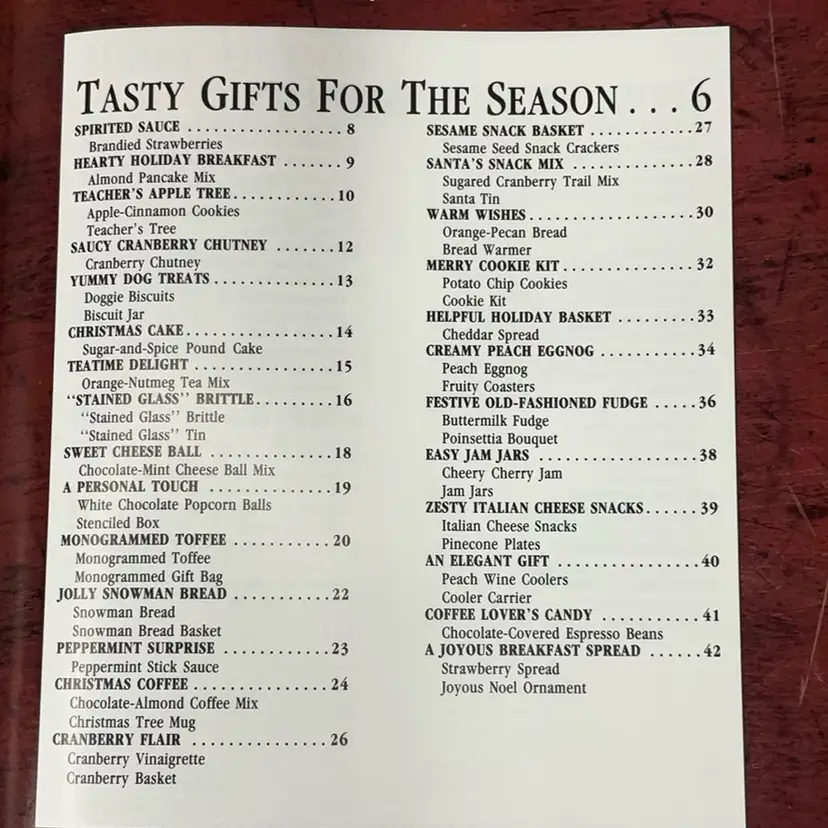 TASTY GIFTS FOR THE SEASON . . . 6
SPIRITED SAUCE . . . . . . . . . . . . . . . . . . 8
Brandied Strawberries
HEARTY HOLIDAY BREAKFAST . . . . . . . 9
Almond Pancake Mix
TEACHER'S APPLE TREE . . . . . . . . . . . . 10
Apple-Cinnamon Cookies
Teacher's Tree
SAUCY CRANBERRY CHUTNEY . . . . . . . 12
Cranberry Chutney
YUMMY DOG TREATS . . . . . . . . . . . . . . 13
Doggie Biscuits
Biscuit Jar
CHRISTMAS CAKE . . . . . . . . . . . . . . . . . 14
Sugar-and-Spice Pound Cake
TEATIME DELIGHT . . . . . . . . . . . . . . . . 15
Orange-Nutmeg Tea Mix
“STAINED GLASS” BRITTLE . . . . . . . . . 16
“Stained Glass” Brittle
“Stained Glass” Tin
SWEET CHEESE BALL . . . . . . . . . . . . . . 18
Chocolate-Mint Cheese Ball Mix
A PERSONAL TOUCH . . . . . . . . . . . . . . 19
White Chocolate Popcorn Balls
Stenciled Box
MONOGRAMMED TOFFEE . . . . . . . . . . . 20
Monogrammed Toffee
Monogrammed Gift Bag
JOLLY SNOWMAN BREAD . . . . . . . . . . . 22
Snowman Bread
Snowman Bread Basket
PEPPERMINT SURPRISE . . . . . . . . . . . . 23
Peppermint Stick Sauce
CHRISTMAS COFFEE . . . . . . . . . . . . . . . 24
Chocolate-Almond Coffee Mix
Christmas Tree Mug
CRANBERRY FLAIR . . . . . . . . . . . . . . . 26
Cranberry Vinaigrette
Cranberry Basket
SESAME SNACK BASKET . . . . . . . . . . . . 27
Sesame Seed Snack Crackers
SANTA'S SNACK MIX . . . . . . . . . . . . . . 28
Sugared Cranberry Trail Mix
Santa Tin
WARM WISHES . . . . . . . . . . . . . . . . . . . 30
Orange-Pecan Bread
Bread Warmer
MERRY COOKIE KIT . . . . . . . . . . . . . . . 32
Potato Chip Cookies
Cookie Kit
HELPFUL HOLIDAY BASKET . . . . . . . . . 33
Cheddar Spread
CREAMY PEACH EGGNOG . . . . . . . . . . . 34
Peach Eggnog
Fruity Coasters
FESTIVE OLD-FASHIONED FUDGE . . . . . 36
Buttermilk Fudge
Poinsettia Bouquet
EASY JAM JARS . . . . . . . . . . . . . . . . . . 38
Cheery Cherry Jam
Jam Jars
ZESTY ITALIAN CHEESE SNACKS . . . . . . 39
Italian Cheese Snacks
Pinecone Plates
AN ELEGANT GIFT . . . . . . . . . . . . . . . . 40
Peach Wine Coolers
Cooler Carrier
COFFEE LOVER'S CANDY . . . . . . . . . . . 41
Chocolate-Covered Espresso Beans
A JOYOUS BREAKFAST SPREAD . . . . . . 42
Strawberry Spread
Joyous Noel Ornament